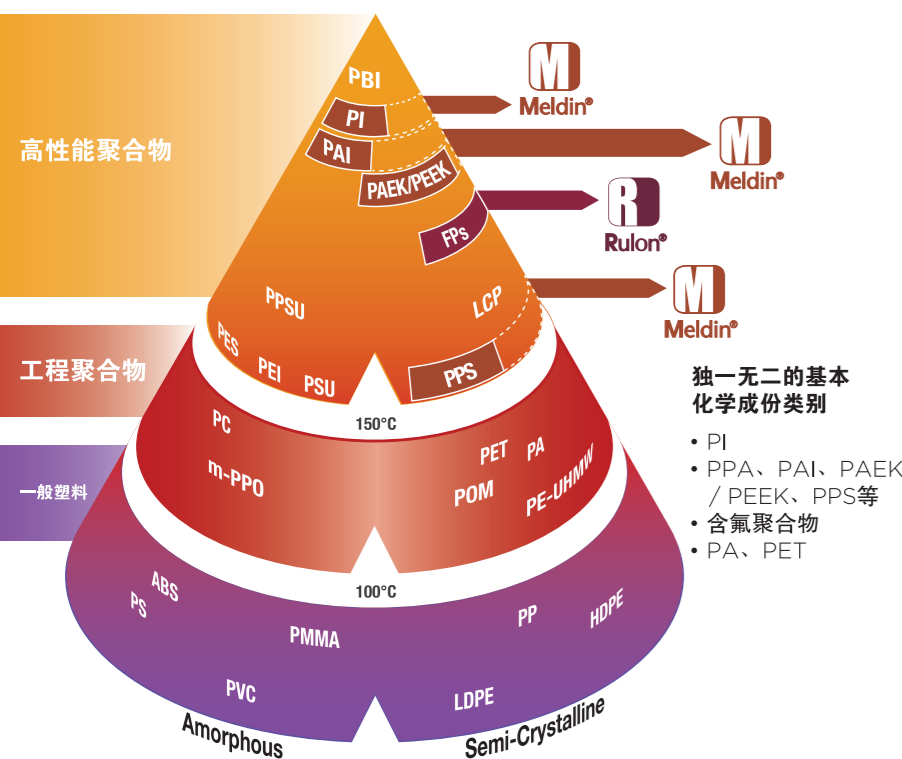 高性能聚合物
PBI
PI
PAI
PAEK/PEEK
FPs
PPSU
LCP
PES
PEI
PSU
PPS
M
Meldin®
M
Meldin®
R
Rulon®
M
Meldin®
150°C
工程聚合物
PC
m-PPO
PET
PA
POM
PE-UHMW
100°C
一般塑料
ABS
PS
PMMA
PVC
PP
HDPE
LDPE
Amorphous
Semi-Crystalline
独一无二的基本
化学成份类别
• PI
• PPA、PAI、PAEK
/ PEEK、PPS等
• 含氟聚合物
• PA、PET